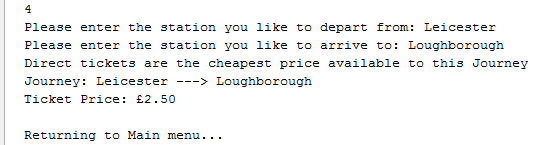 4
Please enter the station you like to depart from: Leicester
Please enter the station you like to arrive to: Loughborough
Direct tickets are the cheapest price available to this Journey
Journey: Leicester ---> Loughborough
Ticket Price: £2.50
Returning to Main menu...